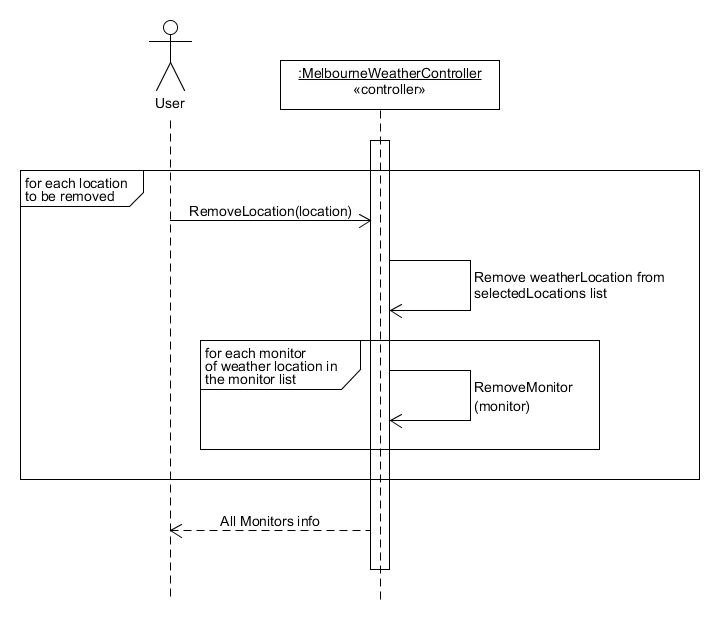 User
:MelbourneWeatherController
«controller»
for each location
to be removed
RemoveLocation(location)
Remove weatherLocation from
selectedLocations list
for each monitor
of weather location in
the monitor list
RemoveMonitor
(monitor)
All Monitors info